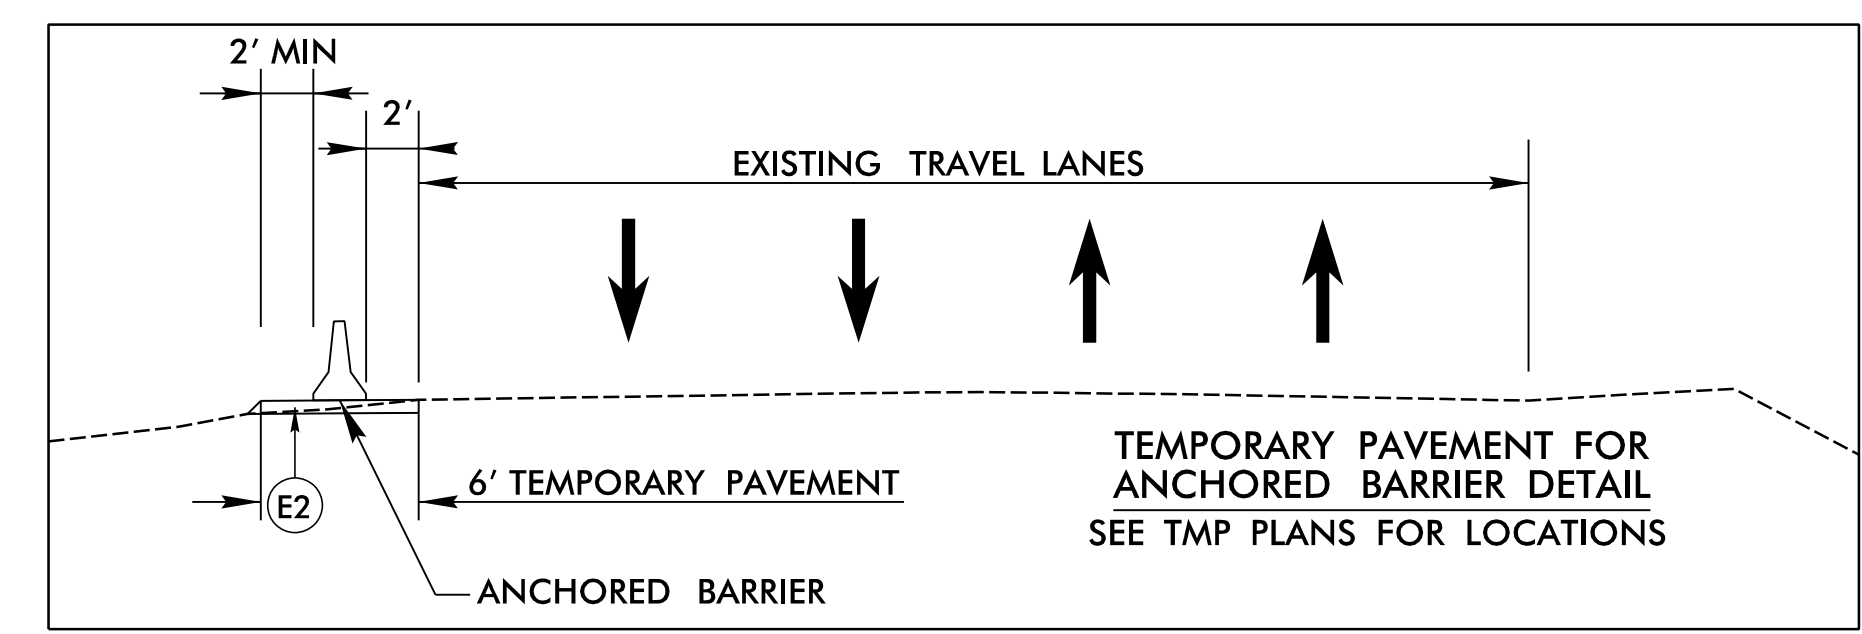 2' MIN
2'
EXISTING TRAVEL LANES
TEMPORARY PAVEMENT FOR
ANCHORED BARRIER DETAIL
SEE TMP PLANS FOR LOCATIONS
6' TEMPORARY PAVEMENT
E2
ANCHORED BARRIER